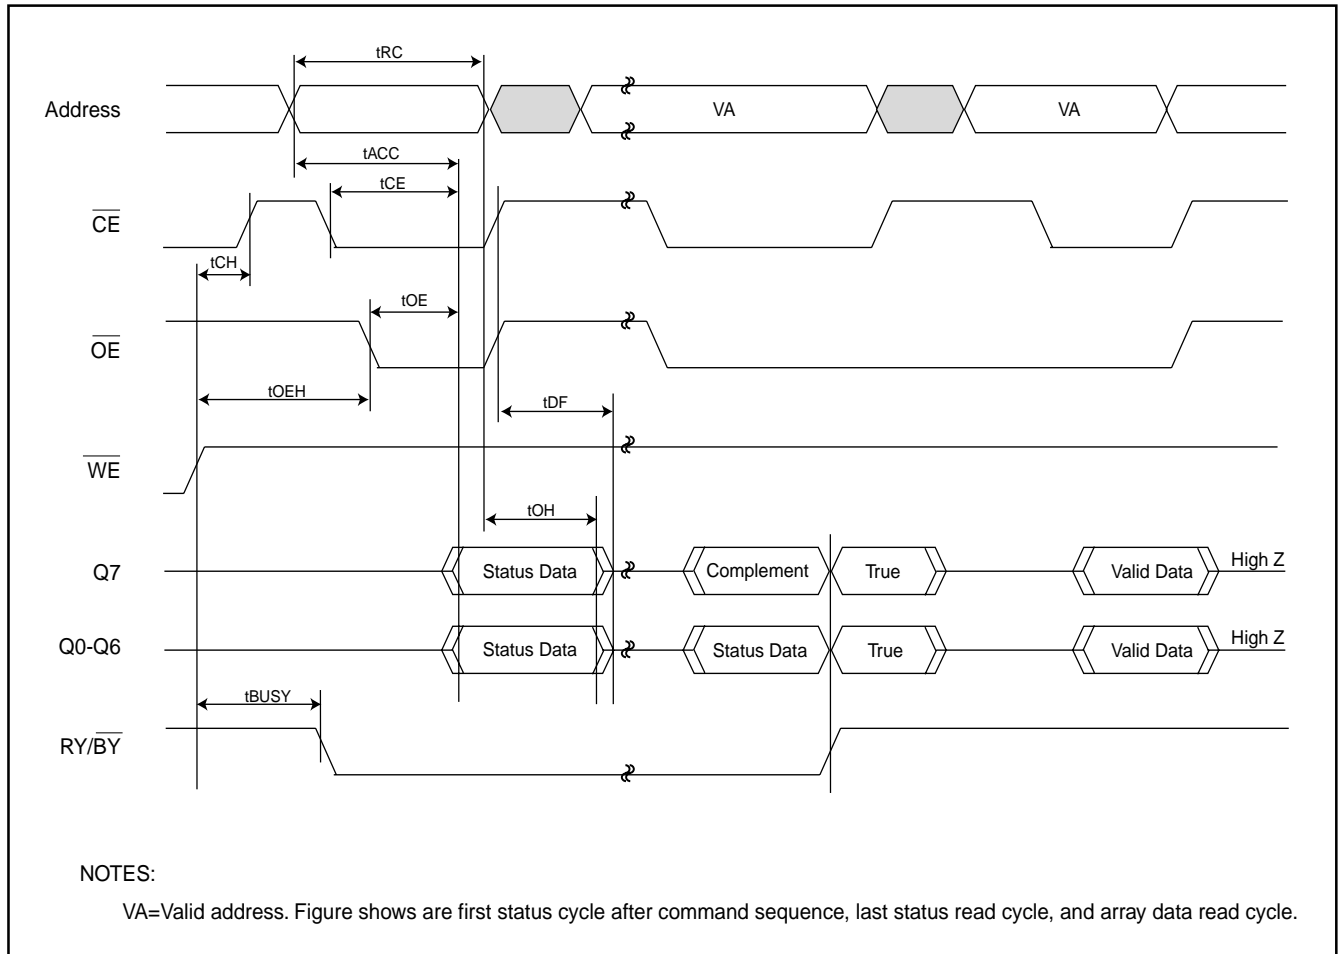 tRC
Address VA VA
tACC
tCE
CE
tCH
tOE
OE
tOEH
tDF
WE
tOH
Q7 Status Data Complement True Valid Data High Z
Q0-Q6 Status Data Status Data True Valid Data High Z
tBUSY
RY/BY
NOTES:
VA=Valid address. Figure shows are first status cycle after command sequence, last status read cycle, and array data read cycle.